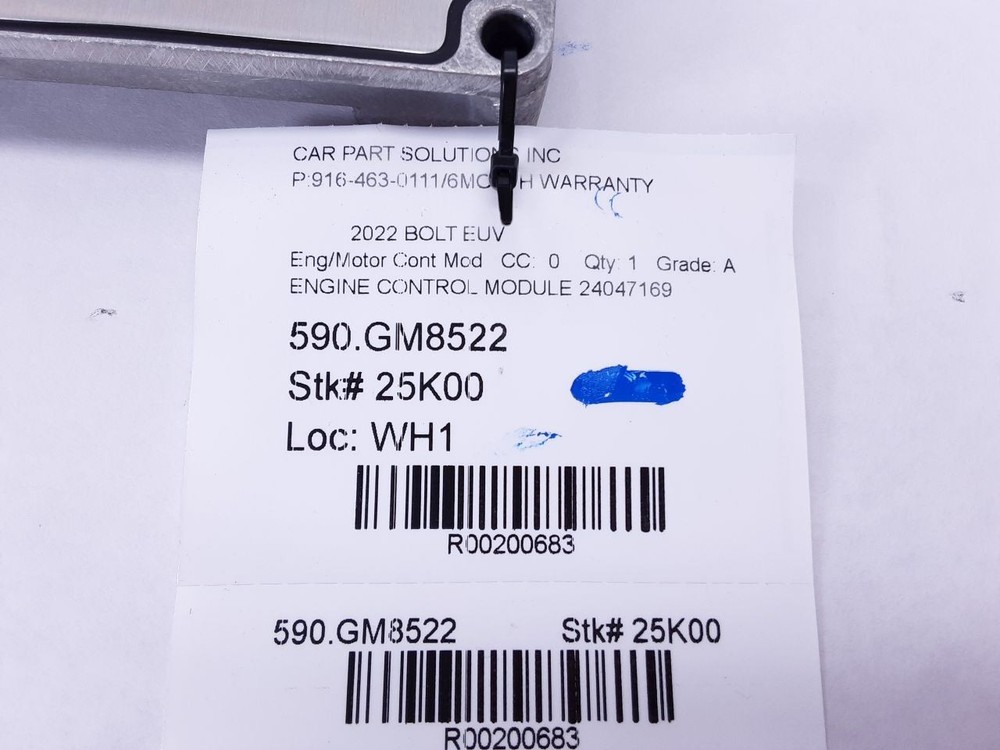 CAR PART SOLUTIONS INC
P:916-463-0111/6MONTH WARRANTY
2022 BOLT EUV
Eng/Motor Cont Mod CC: 0 Qty: 1 Grade: A
ENGINE CONTROL MODULE 24047169
590.GM8522
Stk# 25K00
Loc: WH1
R00200683
590.GM8522 Stk# 25K00
R00200683